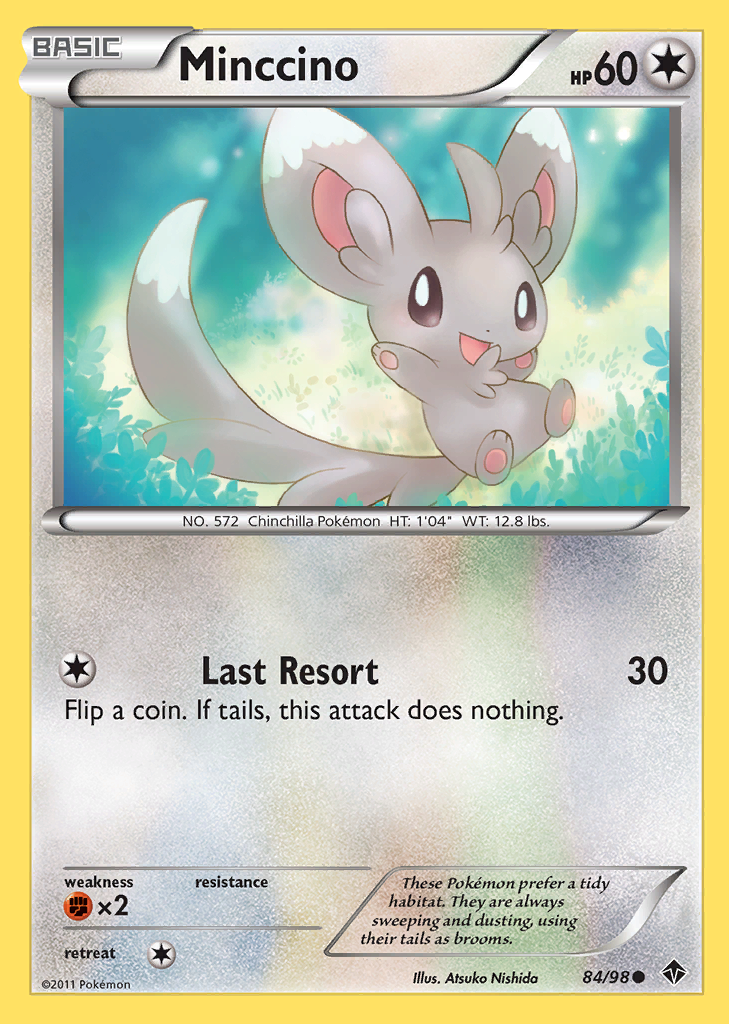 BASIC
Minccino
HP60
NO. 572 Chinchilla Pokémon HT: 1'04" WT: 12.8 lbs.
Last Resort 30
Flip a coin. If tails, this attack does nothing.
weakness resistance
×2
retreat
These Pokémon prefer a tidy
habitat. They are always
sweeping and dusting, using
their tails as brooms.
©2011 Pokémon
Illus. Atsuko Nishida
84/98